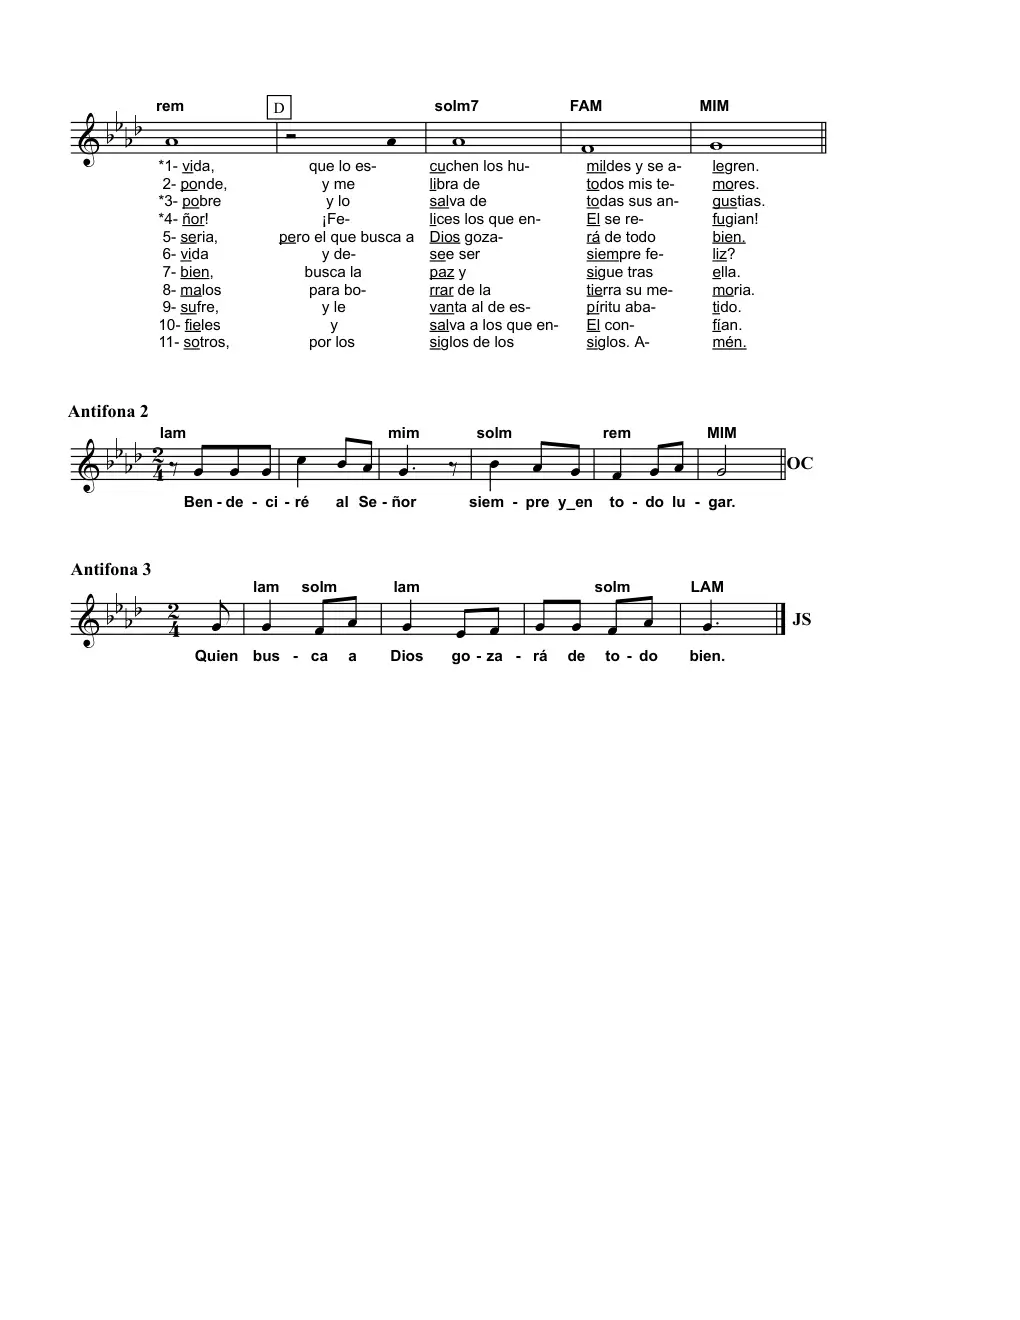 rem D solm7 FAM MIM
*1- vida, que lo es- cuchen los hu- mildes y se a- legren.
2- ponde, y me libra de todos mis te- mores.
*3- pobre y lo salva de todas sus an- gustias.
*4- ñor! ¡Fe- lices los que en- El se re- fugian!
5- seria, pero el que busca a Dios goza- rá de todo bien.
6- vida y de- see ser siempre fe- liz?
7- bien, busca la paz y sigue tras ella.
8- malos para bo- rrar de la tierra su me- moria.
9- sufre, y le vanta al de es- píritu aba- tido.
10- fieles y salva a los que en- El con- fían.
11- sotros, por los siglos de los siglos. A- mén.
Antifona 2
lam mim solm rem MIM
2
4
OC
Ben - de - ci - ré al Se - ñor siem - pre y_en to - do lu - gar.
Antifona 3
lam solm lam solm LAM
2
4
JS
Quien bus - ca a Dios go - za - rá de to - do bien.